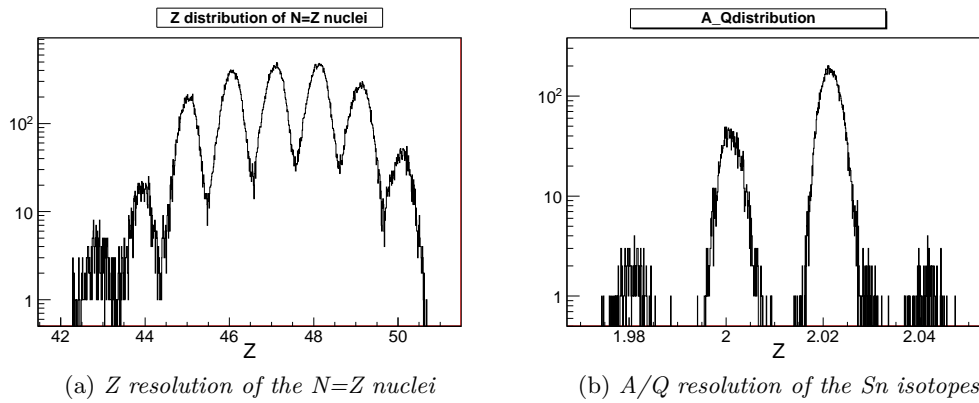 Z distribution of N=Z nuclei
10²
10
1
42 44 46 48 50
Z
(a) Z resolution of the N=Z nuclei
A_Qdistribution
10²
10
1
1.98 2 2.02 2.04
Z
(b) A/Q resolution of the Sn isotopes